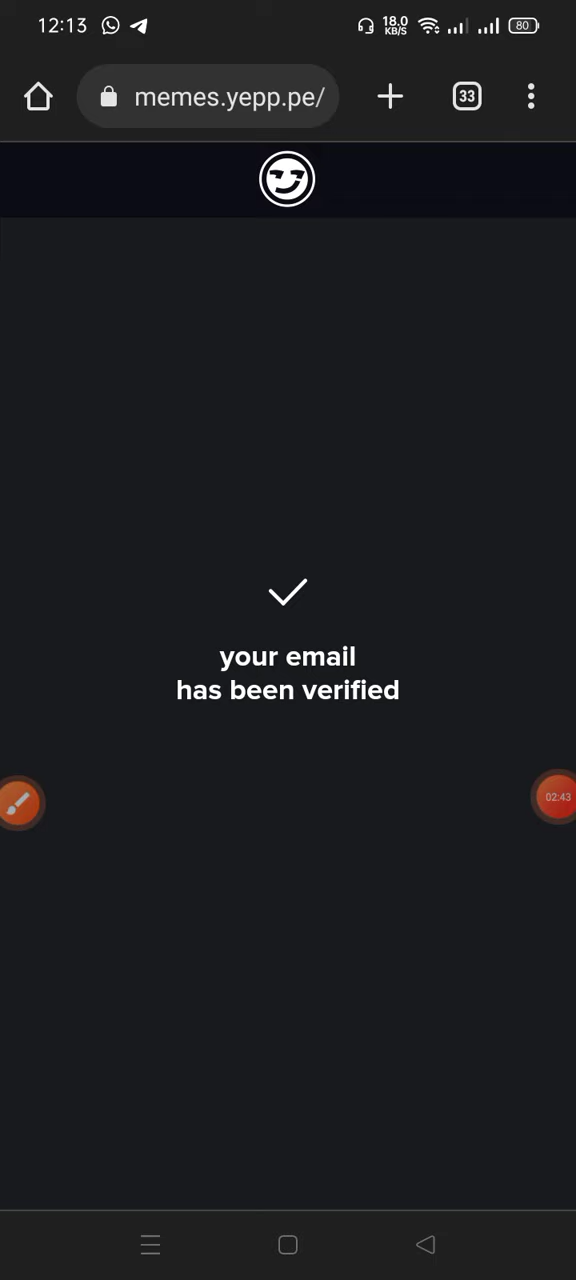 12:13 18.0 KB/S 80
memes.yepp.pe/ 33
your email
has been verified
02:43